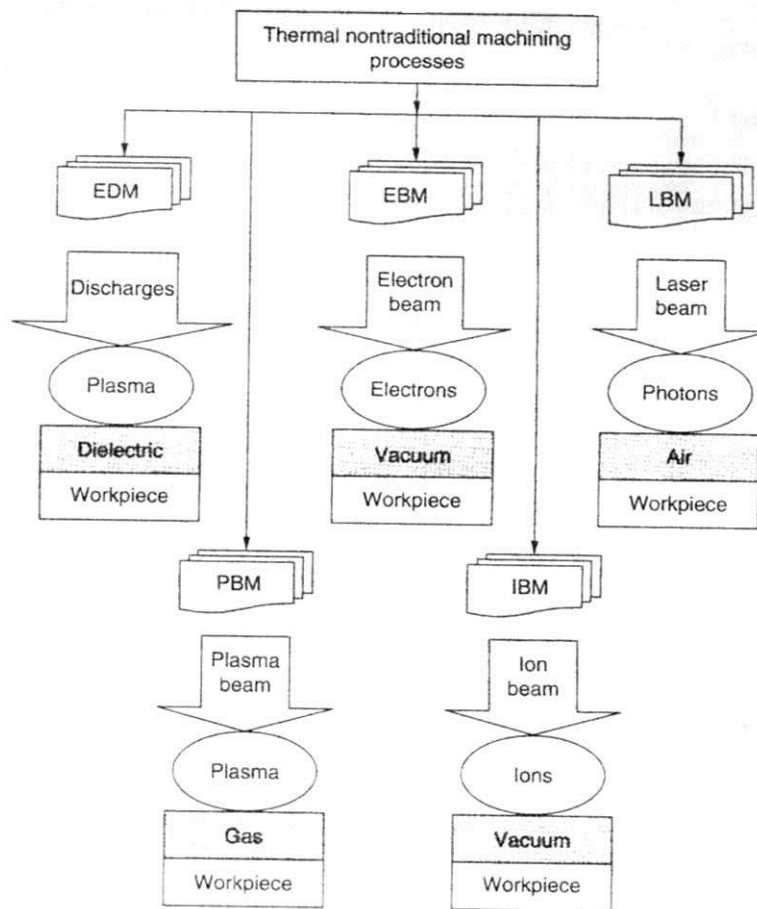 Thermal nontraditional machining
processes
EDM
EBM
LBM
Discharges
Electron
beam
Laser
beam
Plasma
Electrons
Photons
Dielectric
Vacuum
Air
Workpiece
Workpiece
Workpiece
PBM
IBM
Plasma
beam
Ion
beam
Plasma
Ions
Gas
Vacuum
Workpiece
Workpiece